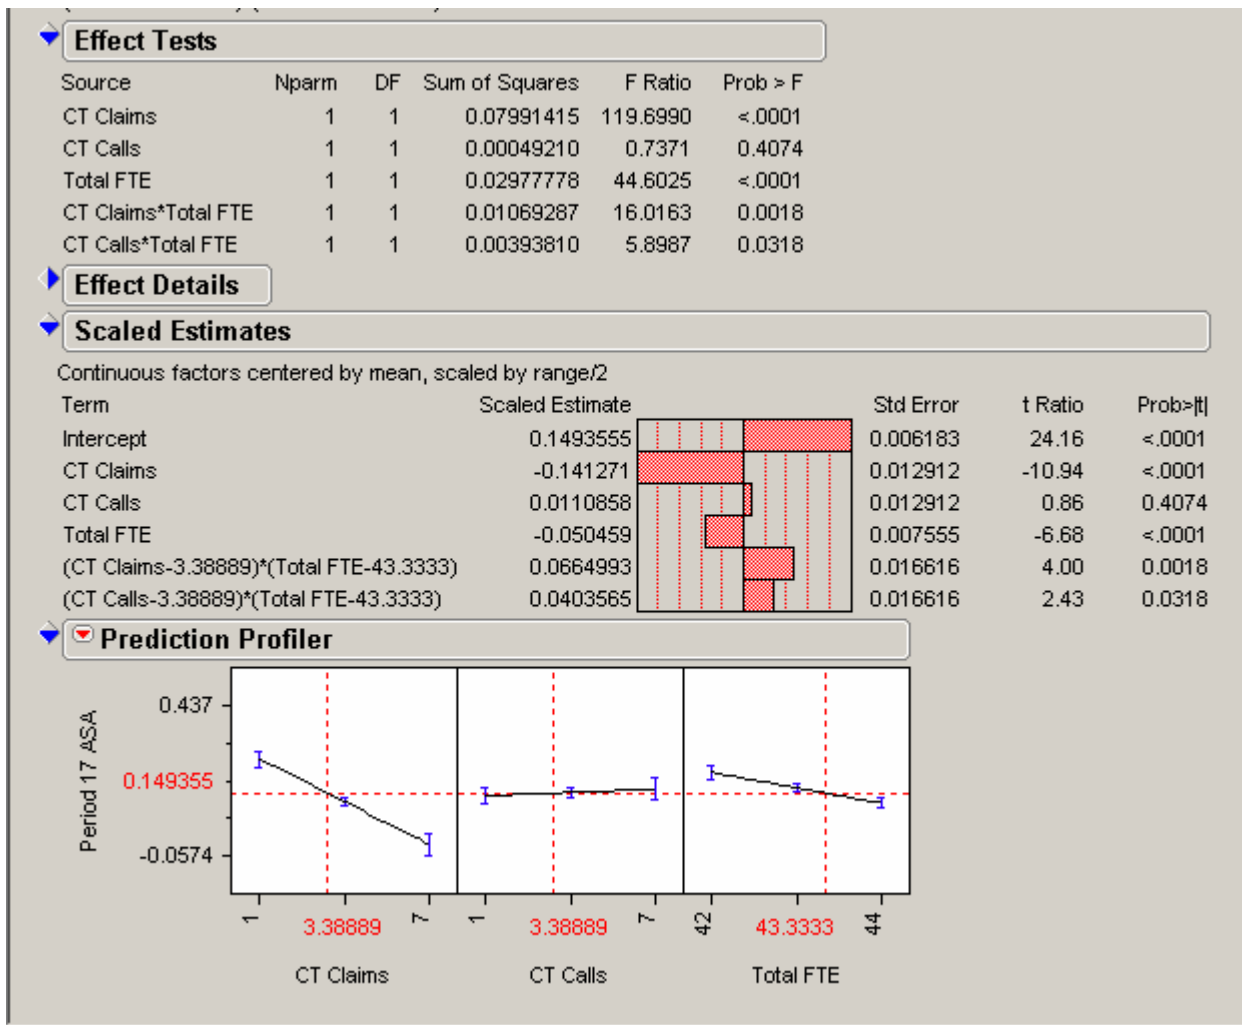 Effect Tests
Source Nparm DF Sum of Squares F Ratio Prob > F
CT Claims 1 1 0.07991415 119.6990 <.0001
CT Calls 1 1 0.00049210 0.7371 0.4074
Total FTE 1 1 0.02977778 44.6025 <.0001
CT Claims*Total FTE 1 1 0.01069287 16.0163 0.0018
CT Calls*Total FTE 1 1 0.00393810 5.8987 0.0318
Effect Details
Scaled Estimates
Continuous factors centered by mean, scaled by range/2
Term Scaled Estimate Std Error t Ratio Prob>|t|
Intercept 0.1493555 0.006183 24.16 <.0001
CT Claims -0.141271 0.012912 -10.94 <.0001
CT Calls 0.0110858 0.012912 0.86 0.4074
Total FTE -0.050459 0.007555 -6.68 <.0001
(CT Claims-3.38889)*(Total FTE-43.3333) 0.0664993 0.016616 4.00 0.0018
(CT Calls-3.38889)*(Total FTE-43.3333) 0.0403565 0.016616 2.43 0.0318
Prediction Profiler
Period 17 ASA
0.437
0.149355
-0.0574
1 3.38889 7 1 3.38889 7 42 43.3333 44
CT Claims CT Calls Total FTE